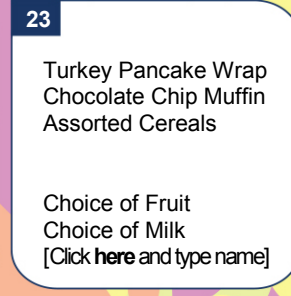 23
Turkey Pancake Wrap
Chocolate Chip Muffin
Assorted Cereals
Choice of Fruit
Choice of Milk
[Click here and type name]